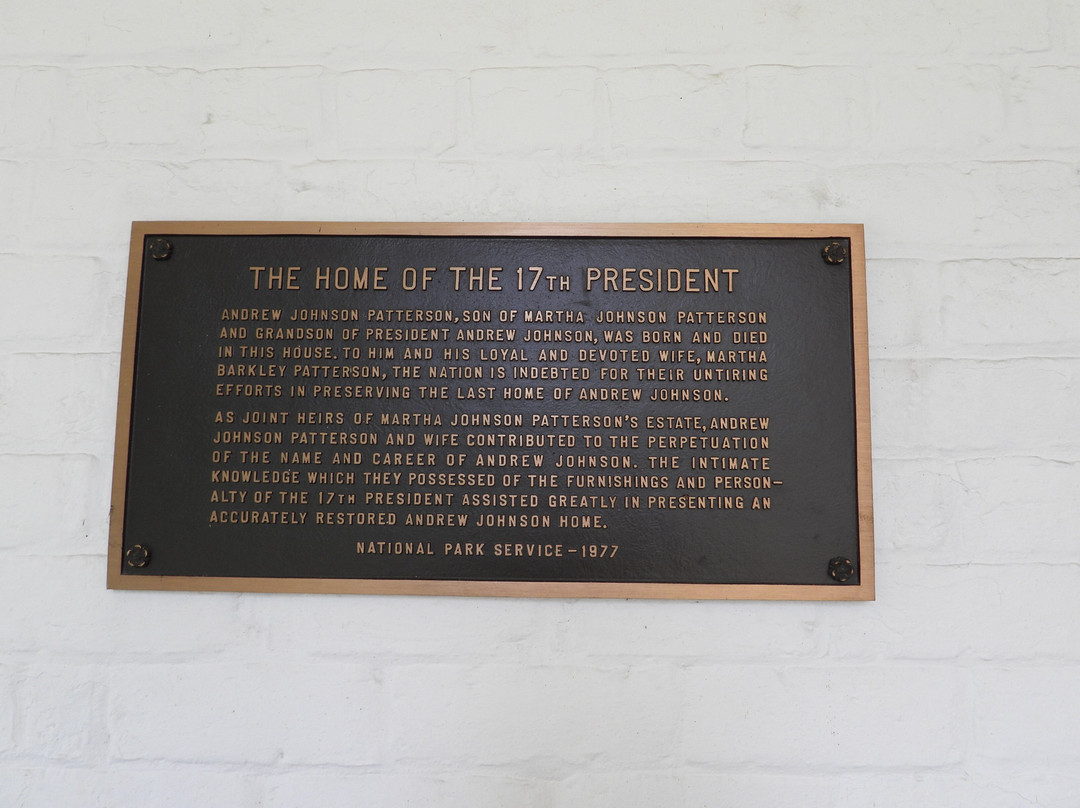 THE HOME OF THE 17TH PRESIDENT
ANDREW JOHNSON PATTERSON, SON OF MARTHA JOHNSON PATTERSON
AND GRANDSON OF PRESIDENT ANDREW JOHNSON, WAS BORN AND DIED
IN THIS HOUSE. TO HIM AND HIS LOYAL AND DEVOTED WIFE, MARTHA
BARKLEY PATTERSON, THE NATION IS INDEBTED FOR THEIR UNTIRING
EFFORTS IN PRESERVING THE LAST HOME OF ANDREW JOHNSON.
AS JOINT HEIRS OF MARTHA JOHNSON PATTERSON'S ESTATE, ANDREW
JOHNSON PATTERSON AND WIFE CONTRIBUTED TO THE PERPETUATION
OF THE NAME AND CAREER OF ANDREW JOHNSON. THE INTIMATE
KNOWLEDGE WHICH THEY POSSESSED OF THE FURNISHINGS AND PERSON-
ALTY OF THE 17TH PRESIDENT ASSISTED GREATLY IN PRESENTING AN
ACCURATELY RESTORED ANDREW JOHNSON HOME.
NATIONAL PARK SERVICE - 1977